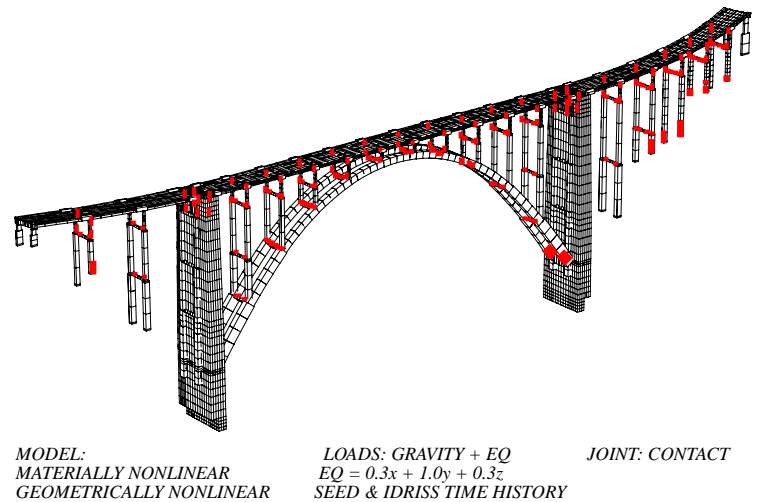 MODEL: LOADS: GRAVITY + EQ JOINT: CONTACT
MATERIALLY NONLINEAR EQ = 0.3x + 1.0y + 0.3z
GEOMETRICALLY NONLINEAR SEED & IDRISS TIME HISTORY